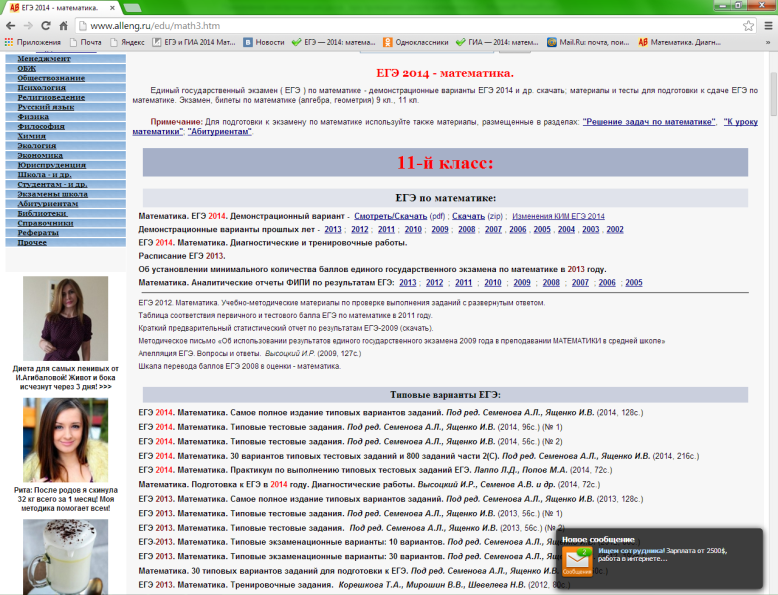 ЕГЭ 2014 - математика.
www.alleng.ru/edu/math3.htm
Приложения Почта Яндекс ЕГЭ и ГИА 2014 Мат... Новости ЕГЭ — 2014: матема... Одноклассники ГИА — 2014: матем... Mail.Ru: почта, пои... Математика. Диагн... »
Менеджмент
ОБЖ
Обществознание
Психология
Религиоведение
Русский язык
Физика
Философия
Химия
Экология
Экономика
Юриспруденция
Школа - и др.
Студентам - и др.
Экзамены школа
Абитуриентам
Библиотеки
Справочники
Рефераты
Прочее
Диета для самых ленивых от
И.Агибаловой! Живот и бока
исчезнут через 3 дня! >>>
Рита: После родов я скинула
32 кг всего за 1 месяц! Моя
методика помогает всем!
ЕГЭ 2014 - математика.
Единый государственный экзамен ( ЕГЭ ) по математике - демонстрационные варианты ЕГЭ 2014 и др. скачать; материалы и тесты для подготовки к сдаче ЕГЭ по
математике. Экзамен, билеты по математике (алгебра, геометрия) 9 кл., 11 кл.
Примечание: Для подготовки к экзамену по математике используйте также материалы, размещенные в разделах: "Решение задач по математике", "К уроку
математики"; "Абитуриентам".
11-й класс:
ЕГЭ по математике:
Математика. ЕГЭ 2014. Демонстрационный вариант - Смотреть/Скачать (pdf) ; Скачать (zip) ; Изменения КИМ ЕГЭ 2014
Демонстрационные варианты прошлых лет - 2013 ; 2012 ; 2011 ; 2010 ; 2009 ; 2008 ; 2007 , 2006 , 2005 , 2004 , 2003 , 2002
ЕГЭ 2014. Математика. Диагностические и тренировочные работы.
Расписание ЕГЭ 2013.
Об установлении минимального количества баллов единого государственного экзамена по математике в 2013 году.
Математика. Аналитические отчеты ФИПИ по результатам ЕГЭ: 2013 ; 2012 ; 2011 ; 2010 ; 2009 ; 2008 ; 2007 ; 2006 ; 2005
ЕГЭ 2012. Математика. Учебно-методические материалы по проверке выполнения заданий с развернутым ответом.
Таблица соответствия первичного и тестового балла ЕГЭ по математике в 2011 году.
Краткий предварительный статистический отчет по результатам ЕГЭ-2009 (скачать).
Методическое письмо «Об использовании результатов единого государственного экзамена 2009 года в преподавании МАТЕМАТИКИ в средней школе»
Апелляция ЕГЭ. Вопросы и ответы. Высоцкий И.Р. (2009, 127с.)
Шкала перевода баллов ЕГЭ 2008 в оценки - математика.
Типовые варианты ЕГЭ:
ЕГЭ 2014. Математика. Самое полное издание типовых вариантов заданий. Под ред. Семенова А.Л., Ященко И.В. (2014, 128с.)
ЕГЭ 2014. Математика. Типовые тестовые задания. Под ред. Семенова А.Л., Ященко И.В. (2014, 96с.) (№ 1)
ЕГЭ 2014. Математика. Типовые тестовые задания. Под ред. Семенова А.Л., Ященко И.В. (2014, 56с.) (№ 2)
ЕГЭ 2014. Математика. 30 вариантов типовых тестовых заданий и 800 заданий части 2(С). Под ред. Семенова А.Л., Ященко И.В. (2014, 216с.)
ЕГЭ 2014. Математика. Практикум по выполнению типовых тестовых заданий ЕГЭ. Лаппо Л.Д., Попов М.А. (2014, 72с.)
Математика. Подготовка к ЕГЭ в 2014 году. Диагностические работы. Высоцкий И.Р., Семенов А.В. и др. (2014, 72с.)
ЕГЭ 2013. Математика. Самое полное издание типовых вариантов заданий. Под ред. Семенова А.Л., Ященко И.В. (2013, 128с.)
ЕГЭ 2013. Математика. Типовые тестовые задания. Под ред. Семенова А.Л., Ященко И.В. (2013, 56с.) (№ 1)
ЕГЭ 2013. Математика. Типовые тестовые задания. Под ред. Семенова А.Л., Ященко И.В. (2013, 56с.) (№ 2)
ЕГЭ 2013. Математика. Типовые экзаменационные варианты: 10 вариантов. Под ред. Семенова А.Л.
ЕГЭ 2013. Математика. Типовые экзаменационные варианты: 30 вариантов. Под ред. Семенова А.Л.
Математика. 30 типовых вариантов заданий для подготовки к ЕГЭ. Под ред. Семенова А.Л., Ященко И.В.
ЕГЭ 2013. Математика. Тренировочные задания. Корешкова Т.А., Мирошин В.В., Шевелева Н.В. (2012, 80с.)
Новое сообщение
Ищем сотрудника! Зарплата от 2500$,
работа в интернете...
2
Сообщения